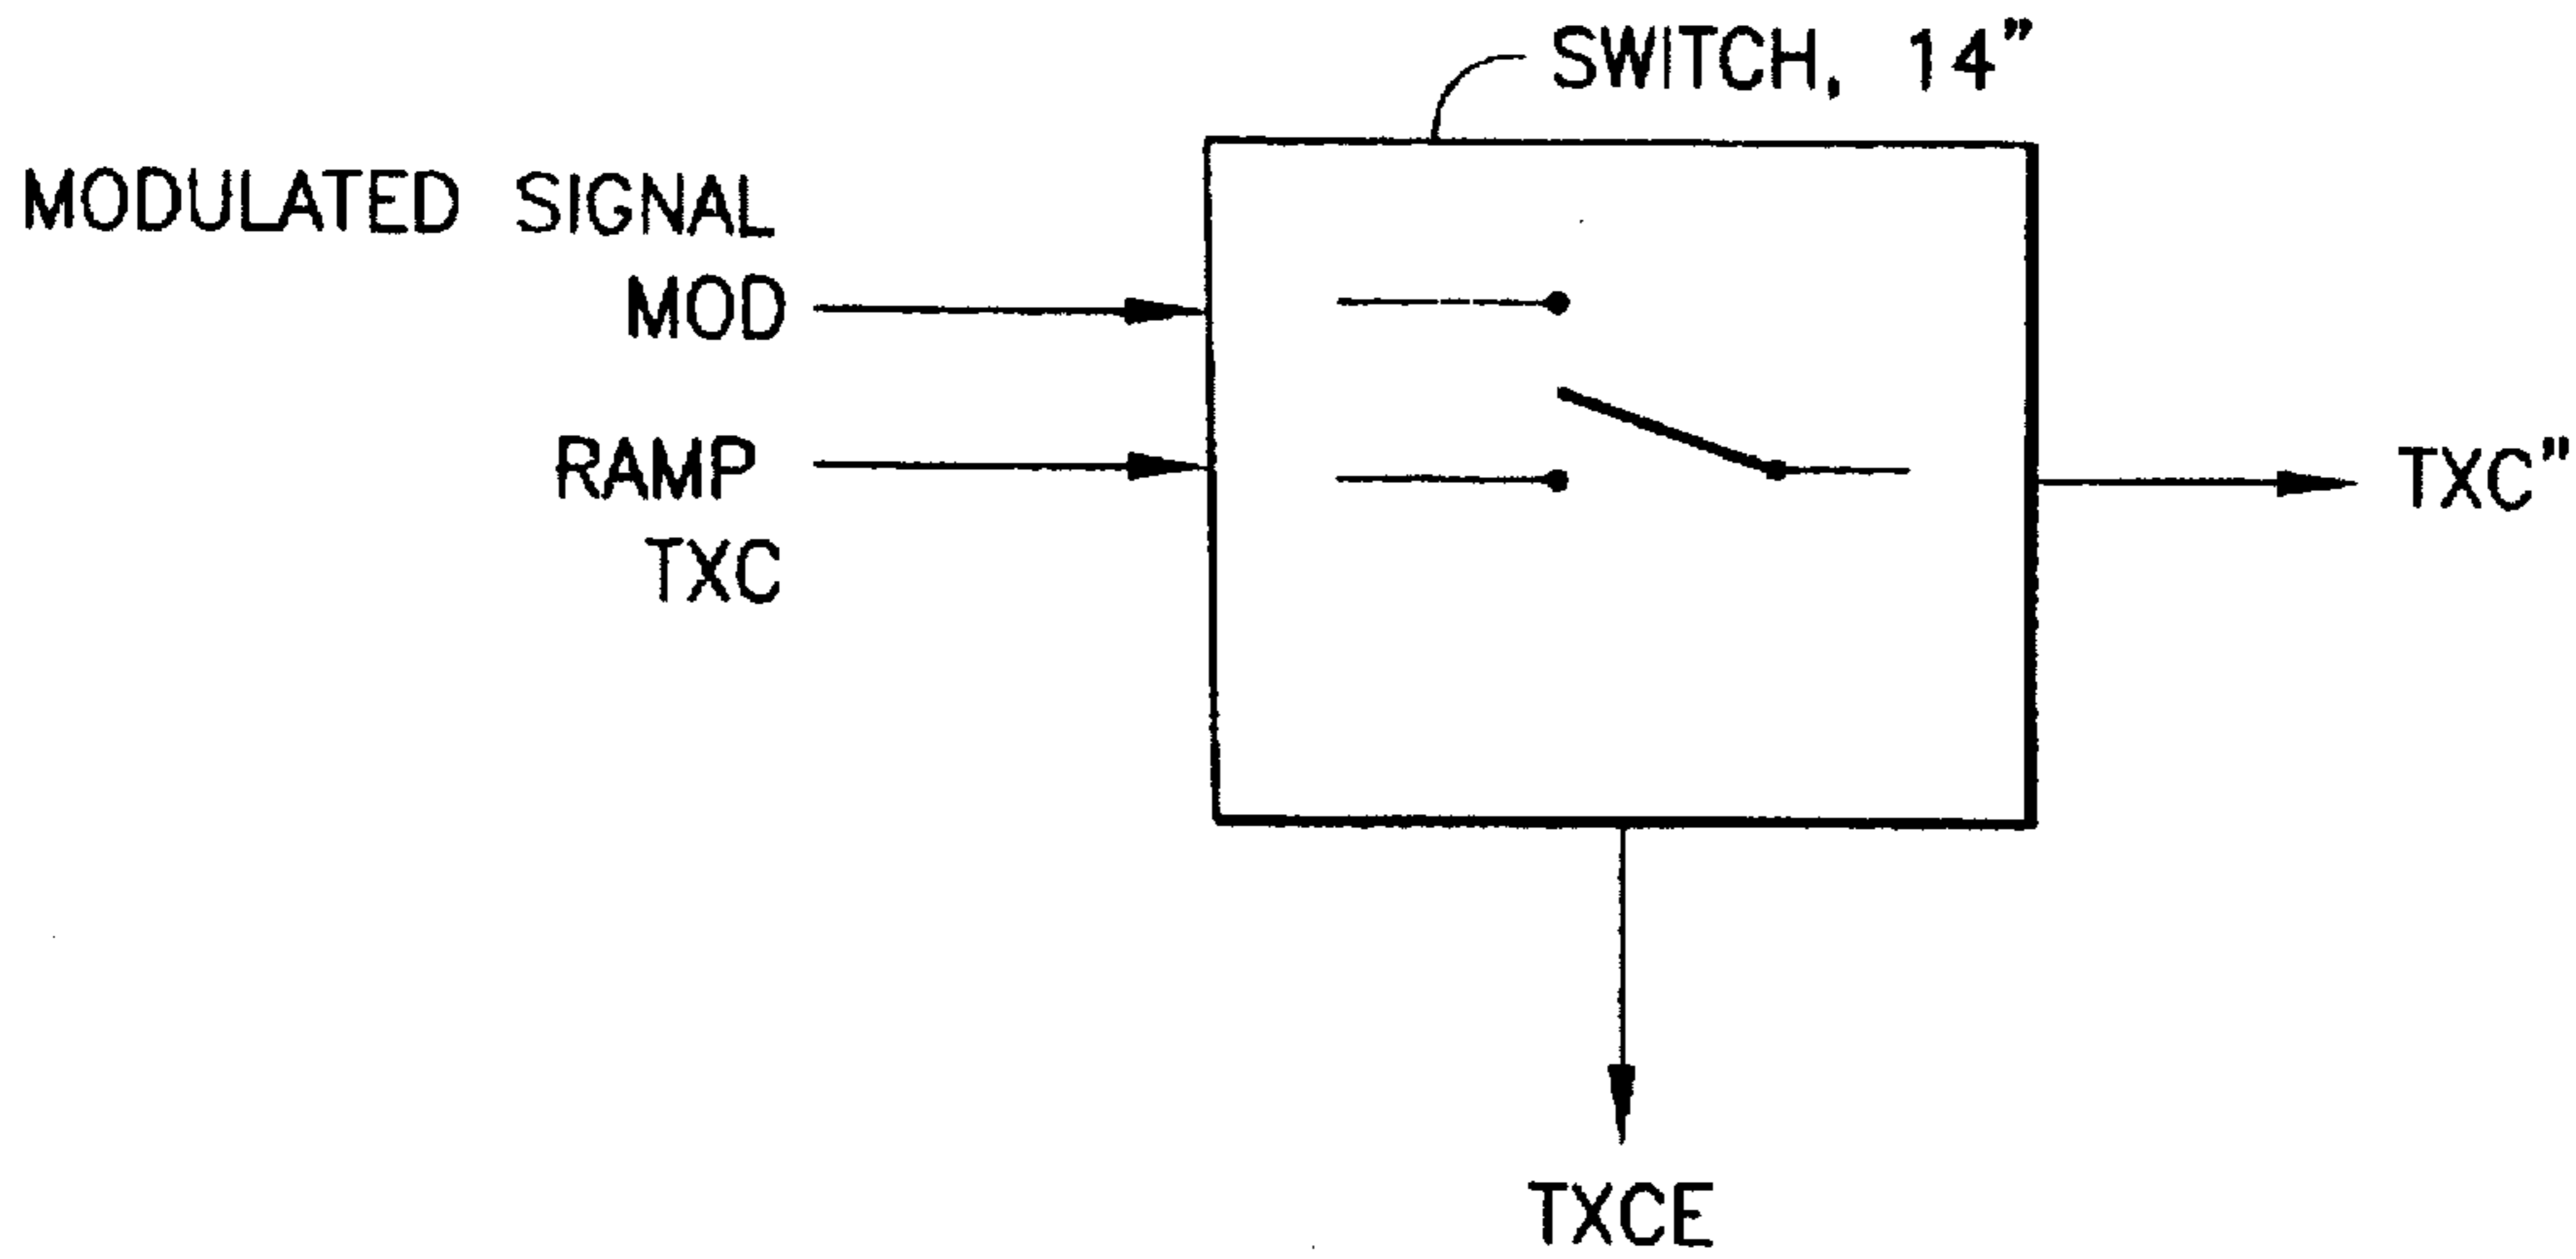 SWITCH, 14”
MODULATED SIGNAL
MOD
RAMP
TXC
TXC"
TXCE